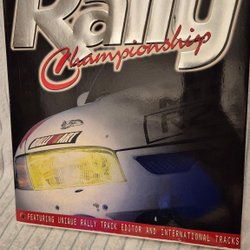 Rally
Championship
FEATURING UNIQUE RALLY TRACK EDITOR AND INTERNATIONAL TRACKS